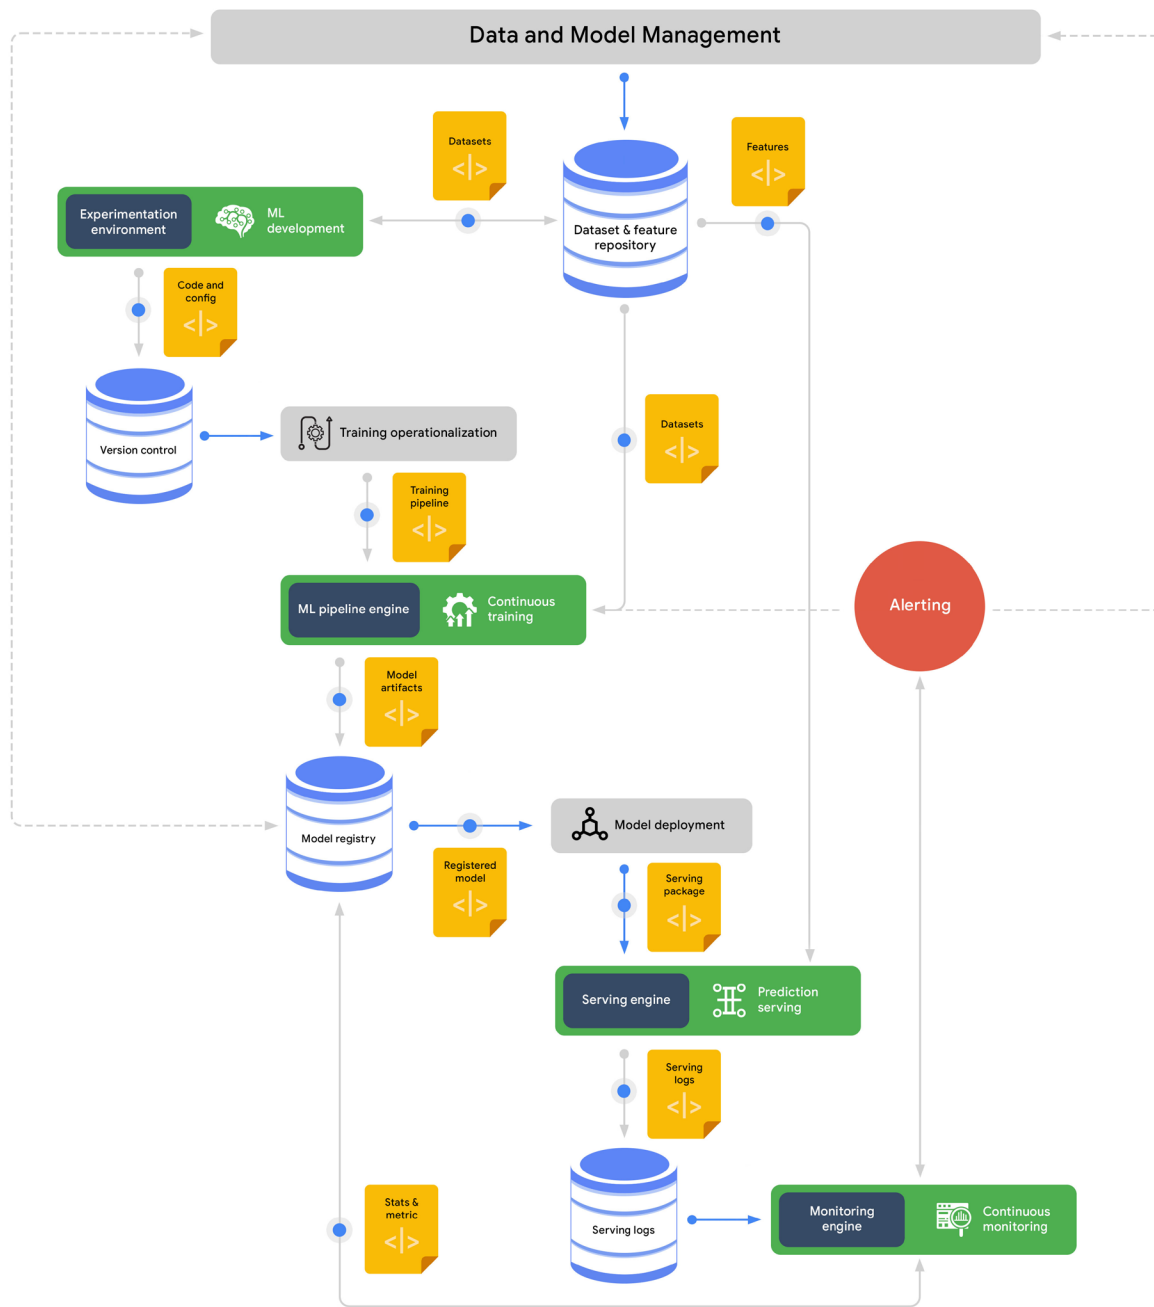 Data and Model Management
Datasets
</>
Features
</>
Experimentation
environment
ML
development
Dataset & feature
repository
Code and
config
</>
Version control
Training operationalization
Datasets
</>
Training
pipeline
</>
ML pipeline engine
Continuous
training
Alerting
Model
artifacts
</>
Model registry
Model deployment
Registered
model
</>
Serving
package
</>
Serving engine
Prediction
serving
Serving
logs
</>
Stats &
metric
</>
Serving logs
Monitoring
engine
Continuous
monitoring